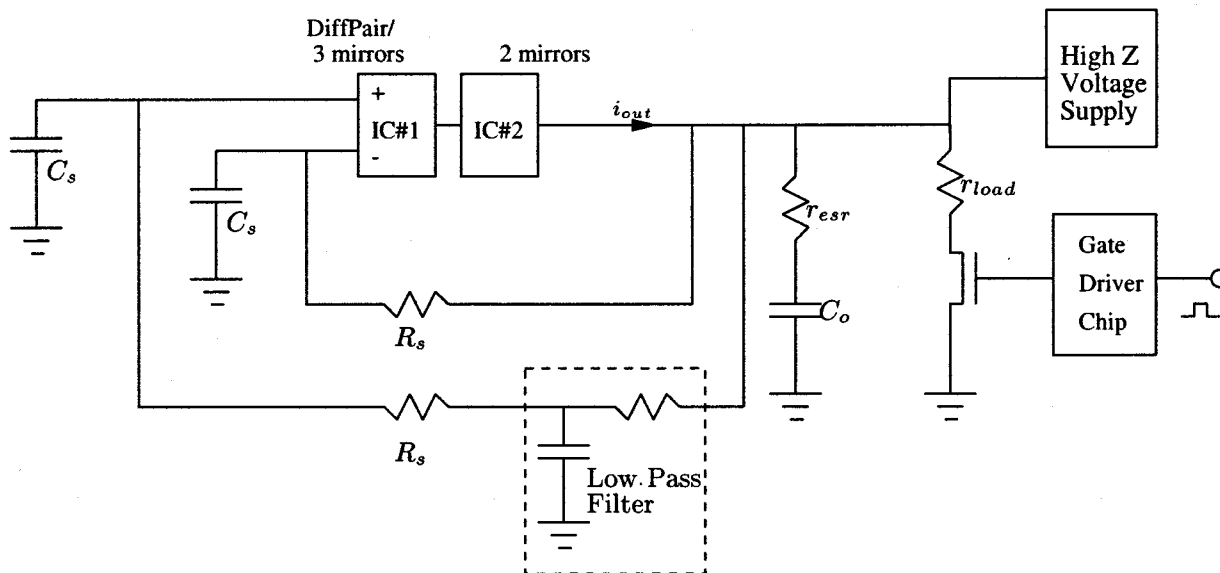 DiffPair/
3 mirrors
2 mirrors
High Z
Voltage
Supply
+
IC#1
-
IC#2
i_out
C_s
C_s
r_esr
r_load
Gate
Driver
Chip
C_o
R_s
R_s
Low Pass
Filter